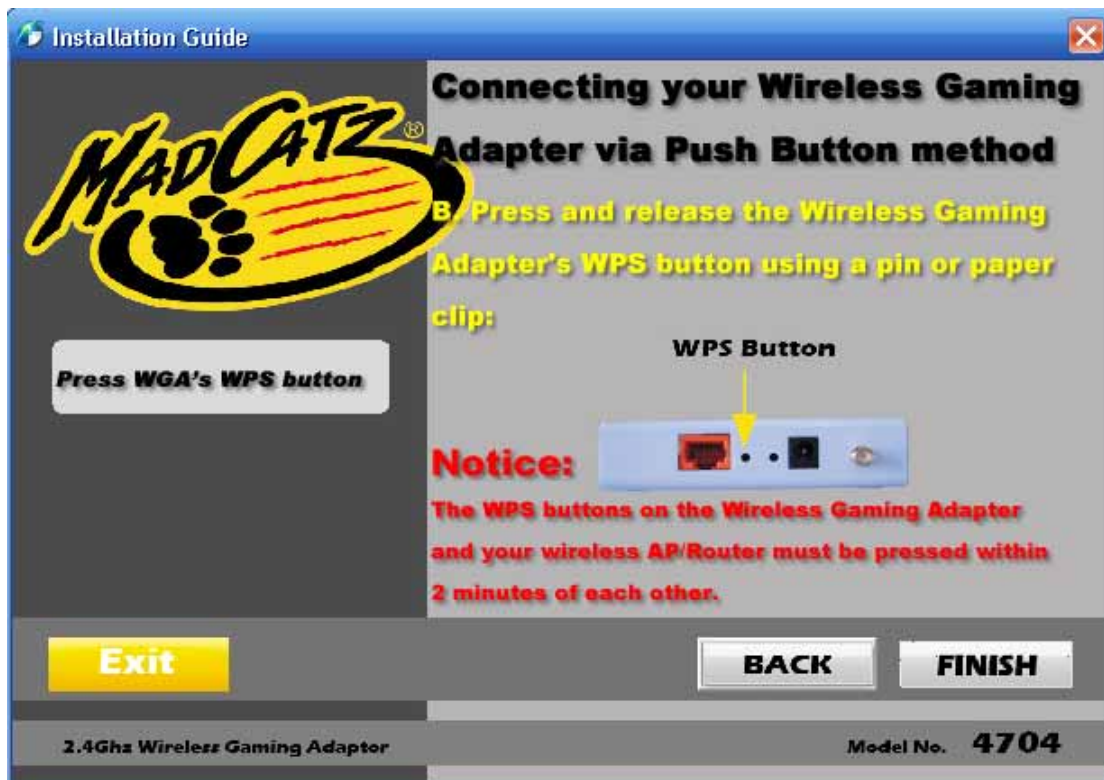 Installation Guide
MADCATZ®
Connecting your Wireless Gaming
Adapter via Push Button method
B. Press and release the Wireless Gaming
Adapter's WPS button using a pin or paper
clip:
Press WGA's WPS button
WPS Button
Notice:
The WPS buttons on the Wireless Gaming Adapter
and your wireless AP/Router must be pressed within
2 minutes of each other.
Exit
BACK
FINISH
2.4Ghz Wireless Gaming Adaptor
Model No. 4704